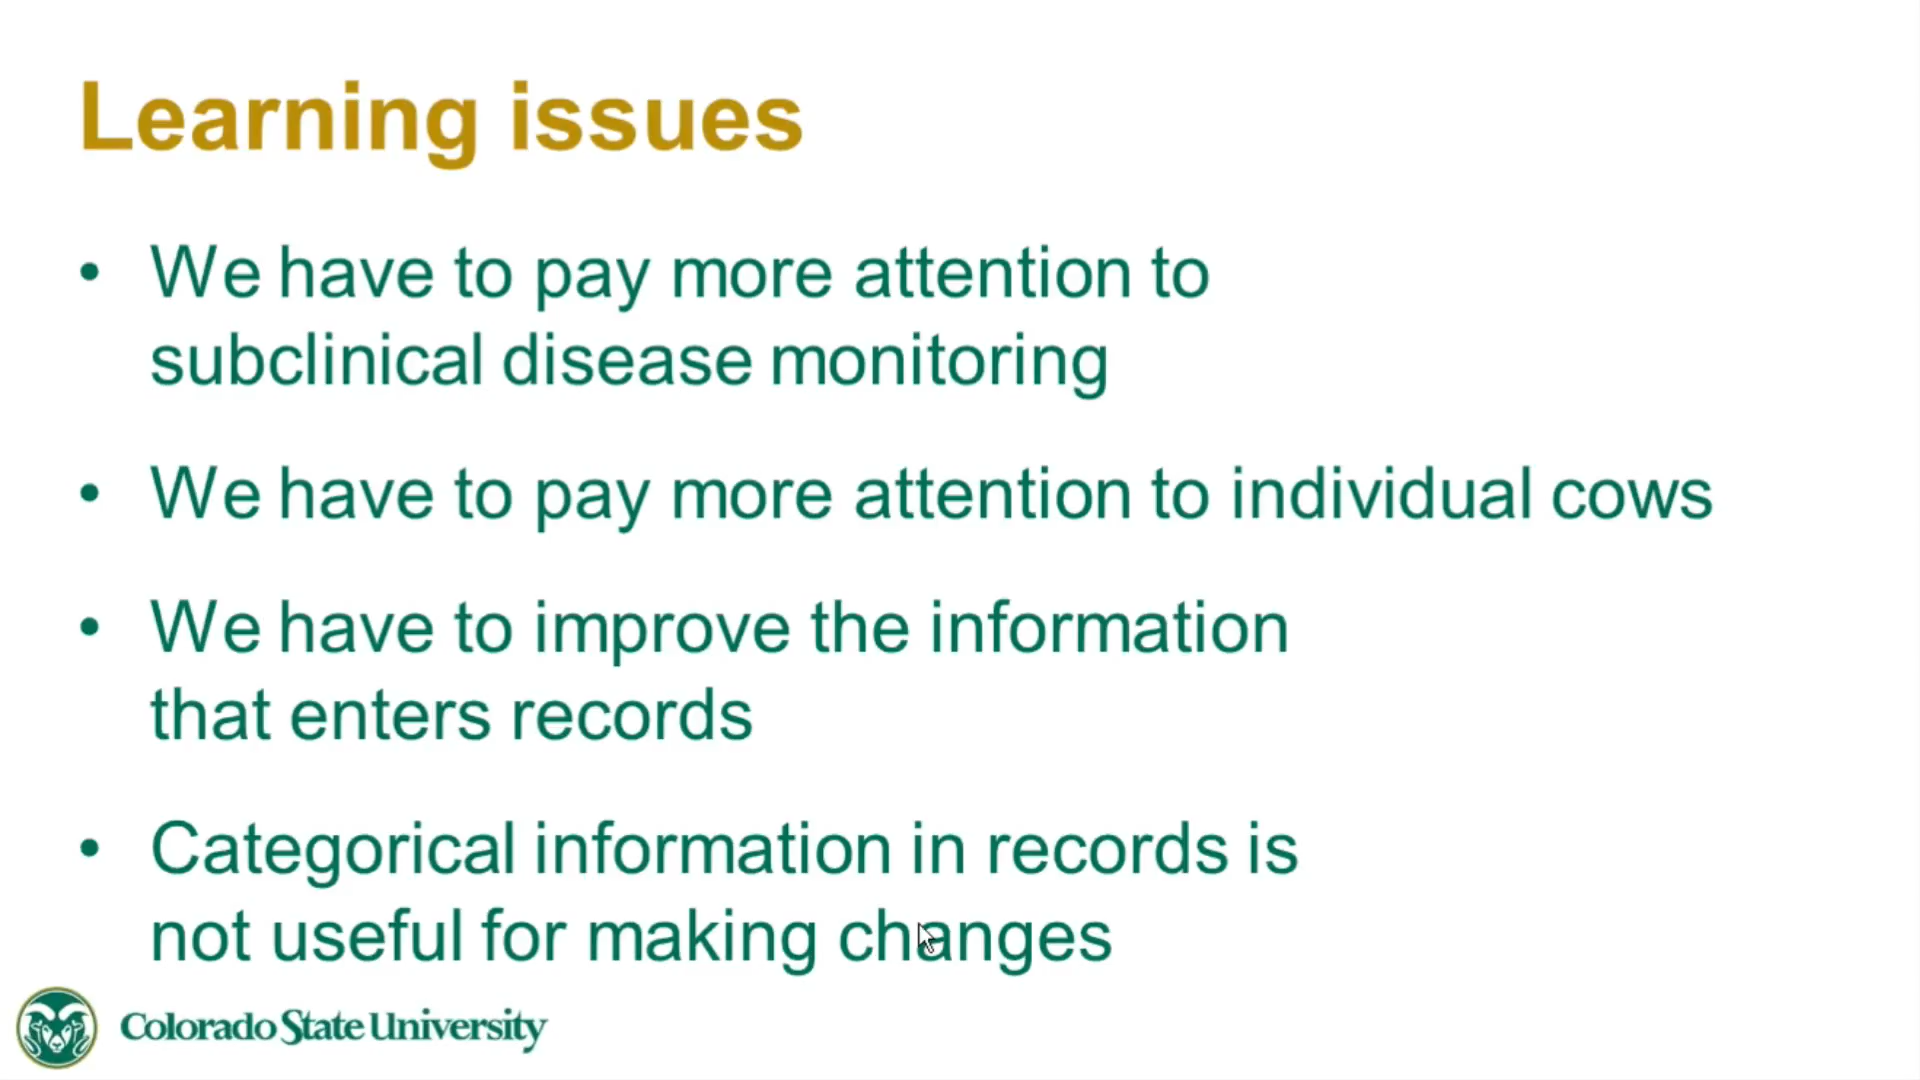 Learning issues
• We have to pay more attention to
subclinical disease monitoring
• We have to pay more attention to individual cows
• We have to improve the information
that enters records
• Categorical information in records is
not useful for making changes
Colorado State University